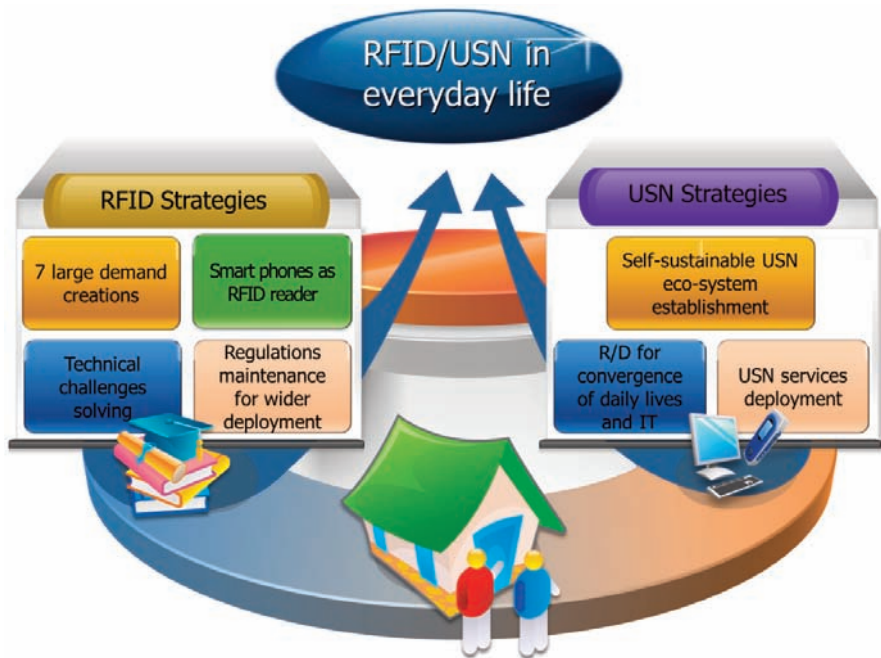 RFID/USN in
everyday life
RFID Strategies
7 large demand
creations
Smart phones as
RFID reader
Technical
challenges
solving
Regulations
maintenance
for wider
deployment
USN Strategies
Self-sustainable USN
eco-system
establishment
R/D for
convergence
of daily lives
and IT
USN services
deployment